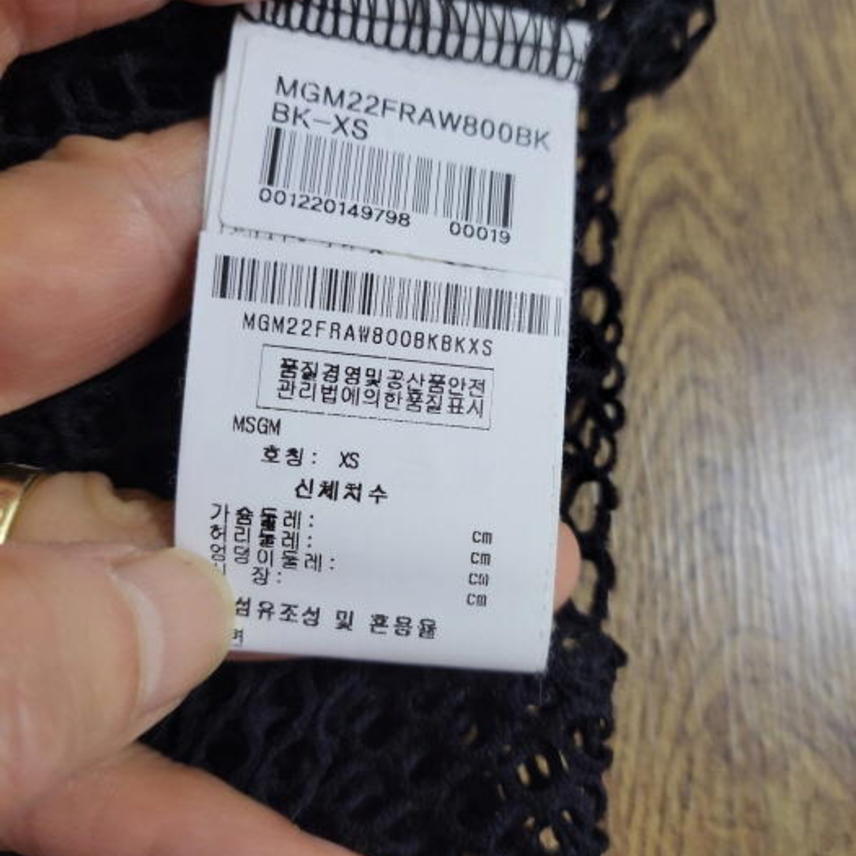 MGM22FRAW800BK
BK-XS
001220149798 00019
MGM22FRAW800BKBKXS
품질경영및공산품안전
관리법에의한품질표시
MSGM
호칭: XS
신체치수
가슴둘레: cm
허리둘레: cm
엉덩이둘레: cm
장: cm
섬유조성 및 혼용율